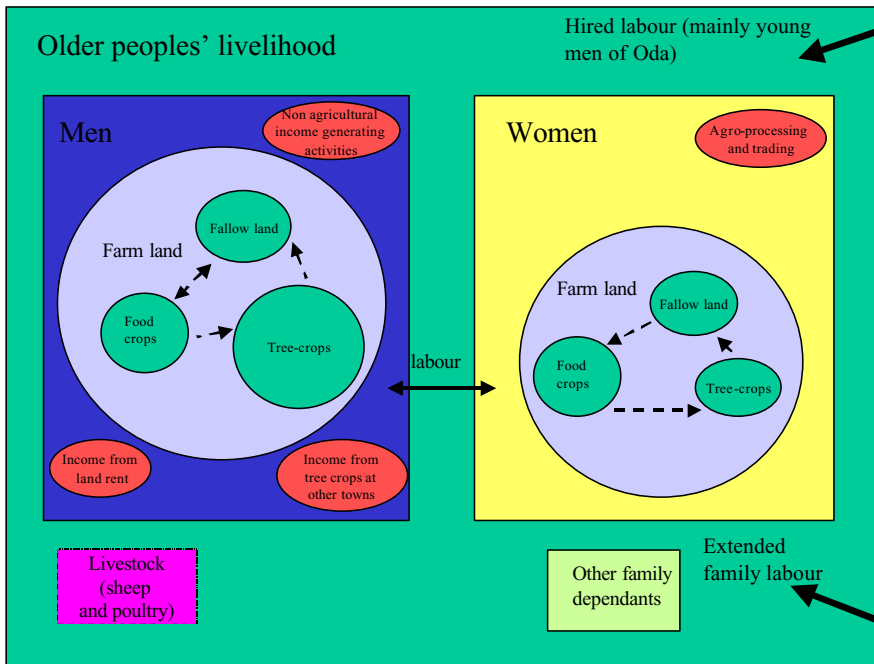 Older peoples' livelihood
Hired labour (mainly young
men of Oda)
Men
Non agricultural
income generating
activities
Farm land
Fallow land
Food
crops
Tree-crops
Income from
land rent
Income from
tree crops at
other towns
labour
Women
Agro-processing
and trading
Farm land
Fallow land
Food
crops
Tree-crops
Livestock
(sheep
and poultry)
Other family
dependants
Extended
family labour